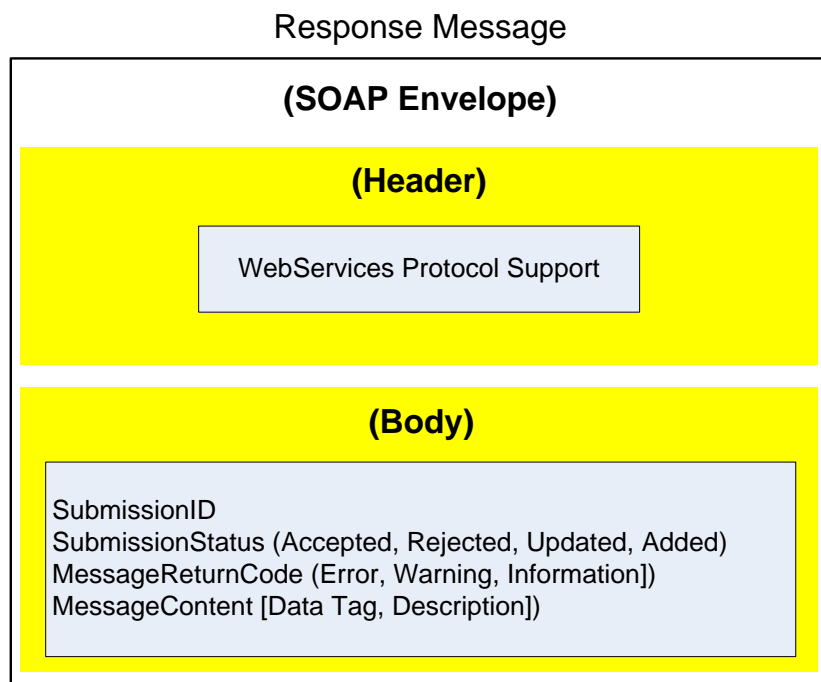 Response Message
(SOAP Envelope)
(Header)
WebServices Protocol Support
(Body)
SubmissionID
SubmissionStatus (Accepted, Rejected, Updated, Added)
MessageReturnCode (Error, Warning, Information])
MessageContent [Data Tag, Description])